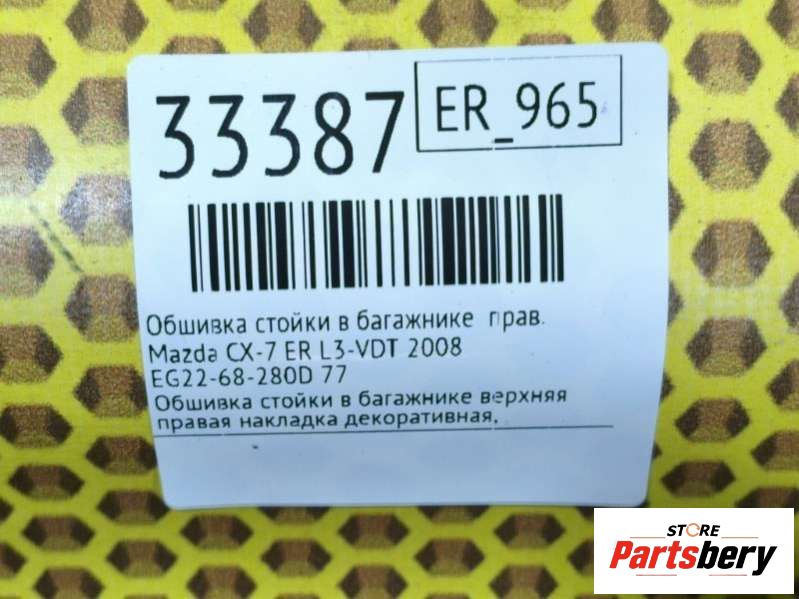 33387
ER_965
Обшивка стойки в багажнике прав.
Mazda CX-7 ER L3-VDT 2008
EG22-68-280D 77
Обшивка стойки в багажнике верхняя
правая накладка декоративная,
STORE
Partsbery